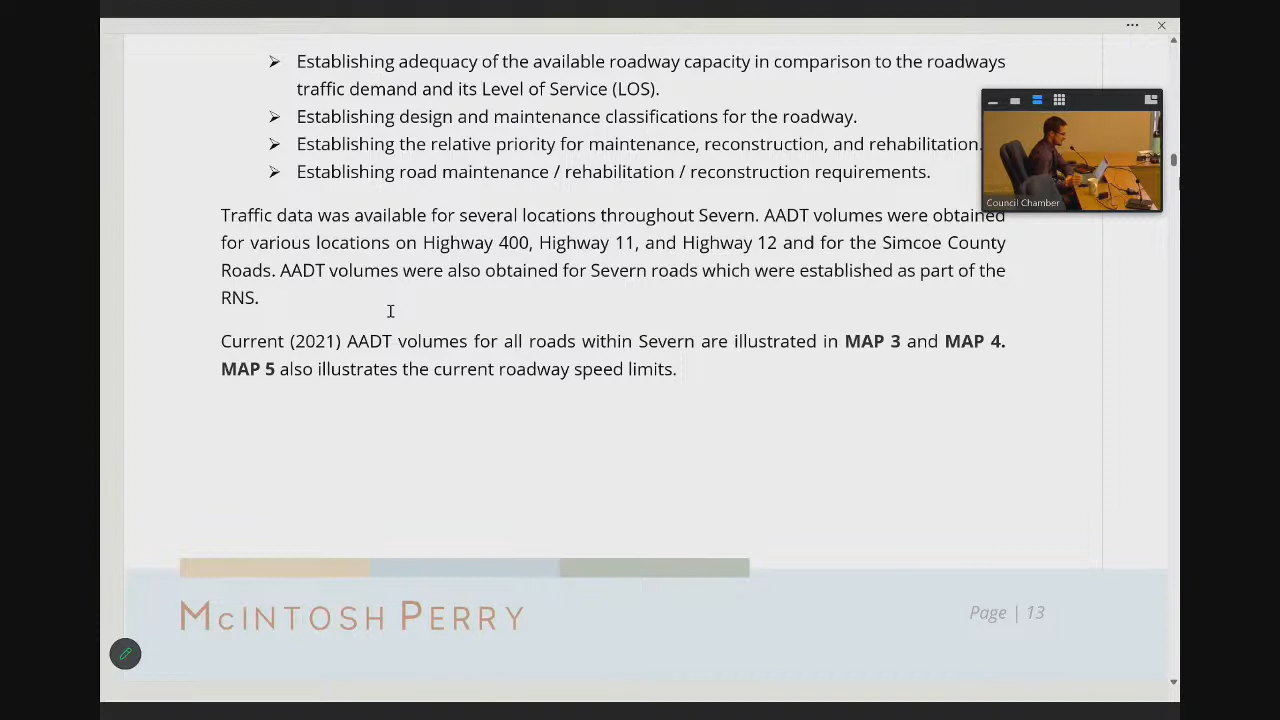 ➢ Establishing adequacy of the available roadway capacity in comparison to the roadways
traffic demand and its Level of Service (LOS).
➢ Establishing design and maintenance classifications for the roadway.
➢ Establishing the relative priority for maintenance, reconstruction, and rehabilitation.
➢ Establishing road maintenance / rehabilitation / reconstruction requirements.
Council Chamber
Traffic data was available for several locations throughout Severn. AADT volumes were obtained
for various locations on Highway 400, Highway 11, and Highway 12 and for the Simcoe County
Roads. AADT volumes were also obtained for Severn roads which were established as part of the
RNS.
Current (2021) AADT volumes for all roads within Severn are illustrated in MAP 3 and MAP 4.
MAP 5 also illustrates the current roadway speed limits.
MCINTOSH PERRY
Page | 13